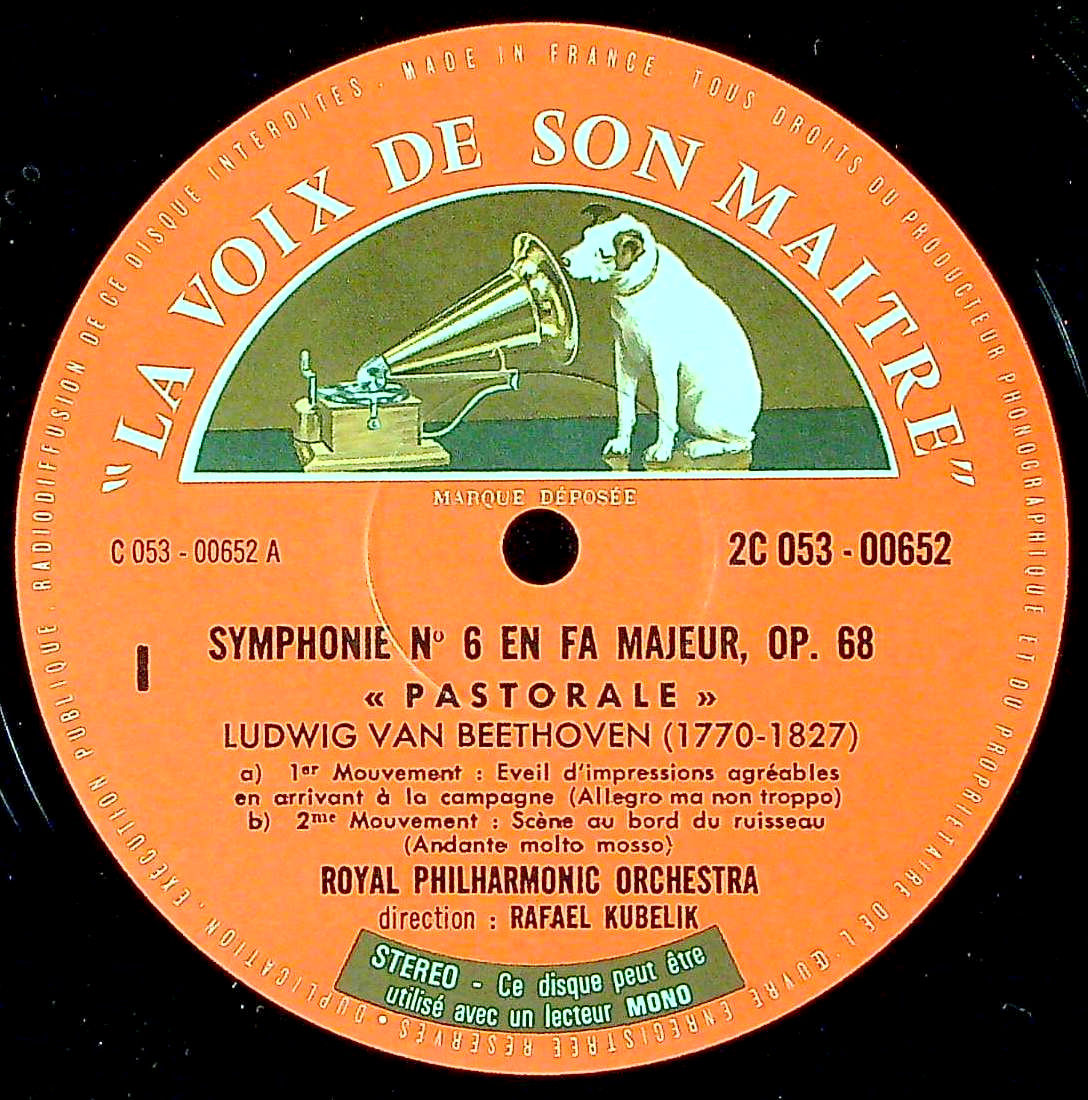 MADE IN FRANCE . TOUS DROITS DU PRODUCTEUR PHONOGRAPHIQUE ET DU PROPRIETAIRE DE L'ŒUVRE ENREGISTREE RESERVES • DUPLICATION . EXECUTION PUBLIQUE . RADIODIFFUSION DE CE DISQUE INTERDITES .
"LA VOIX DE SON MAITRE"
MARQUE DÉPOSÉE
C 053 - 00652 A
2C 053 - 00652
SYMPHONIE No 6 EN FA MAJEUR, OP. 68
I
« PASTORALE »
LUDWIG VAN BEETHOVEN (1770-1827)
a) 1er Mouvement : Eveil d'impressions agréables
en arrivant à la campagne (Allegro ma non troppo)
b) 2me Mouvement : Scène au bord du ruisseau
(Andante molto mosso)
ROYAL PHILHARMONIC ORCHESTRA
direction : RAFAEL KUBELIK
STEREO - Ce disque peut être
utilisé avec un lecteur MONO